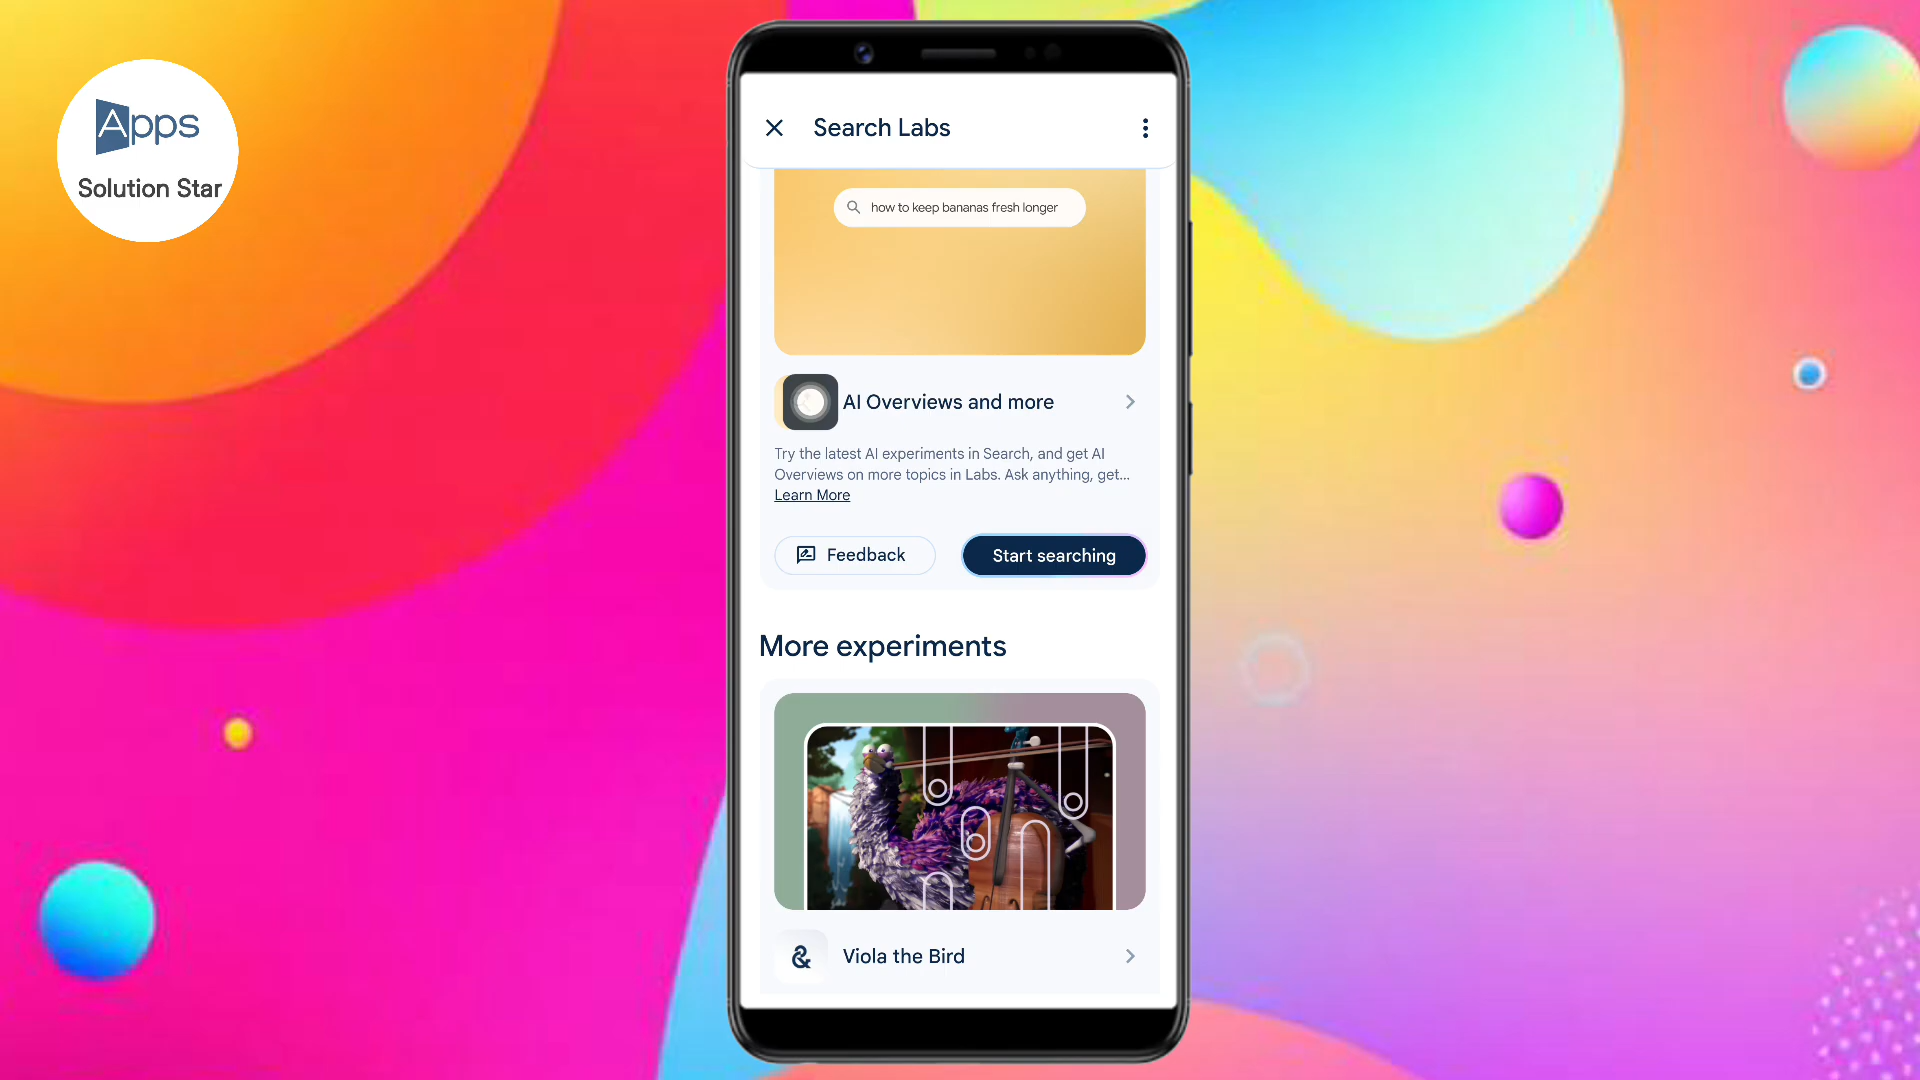 Apps
Solution Star
Search Labs
how to keep bananas fresh longer
AI Overviews and more
Try the latest AI experiments in Search, and get AI
Overviews on more topics in Labs. Ask anything, get...
Learn More
Feedback
Start searching
More experiments
&
Viola the Bird